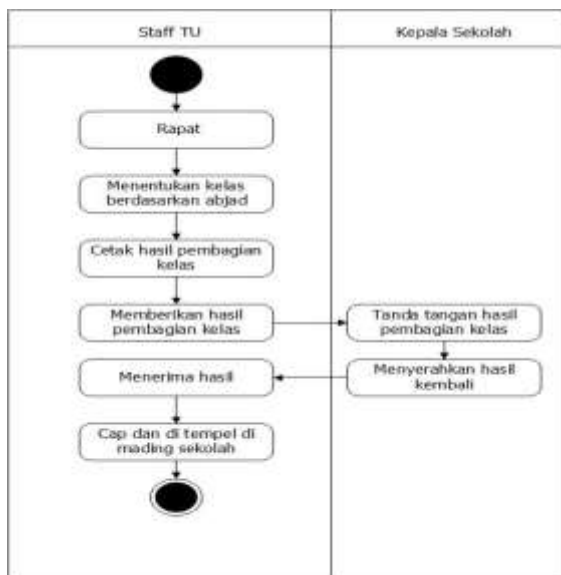 Staff TU
Kepala Sekolah
Rapat
Menentukan kelas
berdasarkan abjad
Cetak hasil pembagian
kelas
Memberikan hasil
pembagian kelas
Tanda tangan hasil
pembagian kelas
Menyerahkan hasil
kembali
Menerima hasil
Cap dan di tempel di
mading sekolah